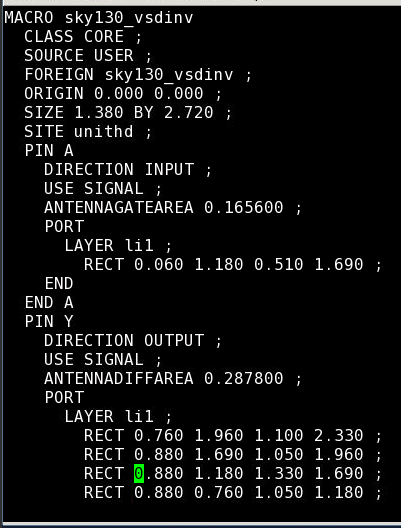 MACRO sky130_vsdinv
CLASS CORE ;
SOURCE USER ;
FOREIGN sky130_vsdinv ;
ORIGIN 0.000 0.000 ;
SIZE 1.380 BY 2.720 ;
SITE unithd ;
PIN A
DIRECTION INPUT ;
USE SIGNAL ;
ANTENNAGATEAREA 0.165600 ;
PORT
LAYER li1 ;
RECT 0.060 1.180 0.510 1.690 ;
END
END A
PIN Y
DIRECTION OUTPUT ;
USE SIGNAL ;
ANTENNADIFFAREA 0.287800 ;
PORT
LAYER li1 ;
RECT 0.760 1.960 1.100 2.330 ;
RECT 0.880 1.690 1.050 1.960 ;
RECT 0.880 1.180 1.330 1.690 ;
RECT 0.880 0.760 1.050 1.180 ;